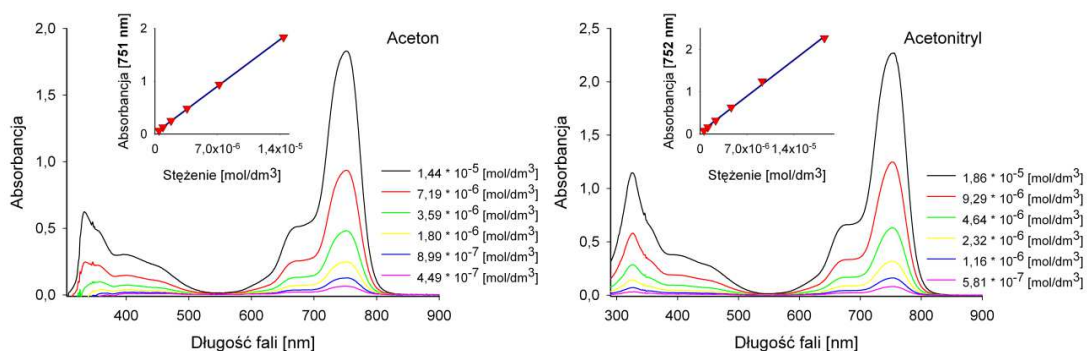 Aceton
Absorbancja
2,0
1,5
1,0
0,5
0,0
400 500 600 700 800 900
Długość fali [nm]
Absorbancja [751 nm]
2
1
0
0 7,0x10-6 1,4x10-5
Stężenie [mol/dm3]
1,44 * 10-5 [mol/dm3]
7,19 * 10-6 [mol/dm3]
3,59 * 10-6 [mol/dm3]
1,80 * 10-6 [mol/dm3]
8,99 * 10-7 [mol/dm3]
4,49 * 10-7 [mol/dm3]
Acetonitryl
Absorbancja
2,5
2,0
1,5
1,0
0,5
0,0
300 400 500 600 700 800 900
Długość fali [nm]
Absorbancja [752 nm]
2
1
0
0 7,0x10-6 1,4x10-5
Stężenie [mol/dm3]
1,86 * 10-5 [mol/dm3]
9,29 * 10-6 [mol/dm3]
4,64 * 10-6 [mol/dm3]
2,32 * 10-6 [mol/dm3]
1,16 * 10-6 [mol/dm3]
5,81 * 10-7 [mol/dm3]